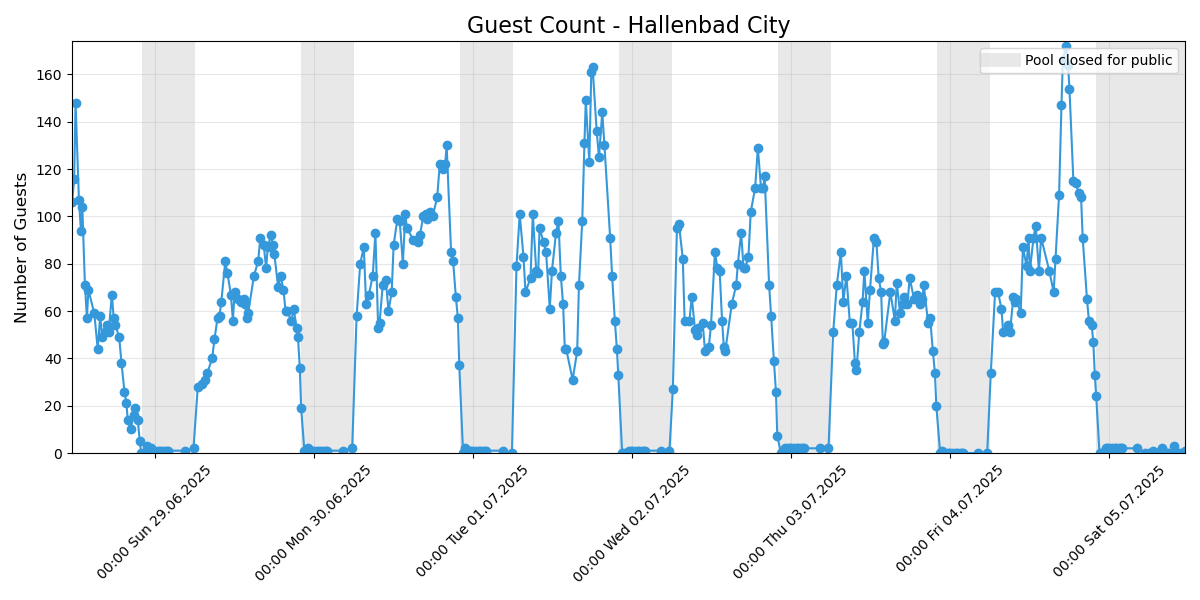 Guest Count - Hallenbad City
Pool closed for public
Number of Guests
160
140
120
100
80
60
40
20
0
00:00 Sun 29.06.2025
00:00 Mon 30.06.2025
00:00 Tue 01.07.2025
00:00 Wed 02.07.2025
00:00 Thu 03.07.2025
00:00 Fri 04.07.2025
00:00 Sat 05.07.2025